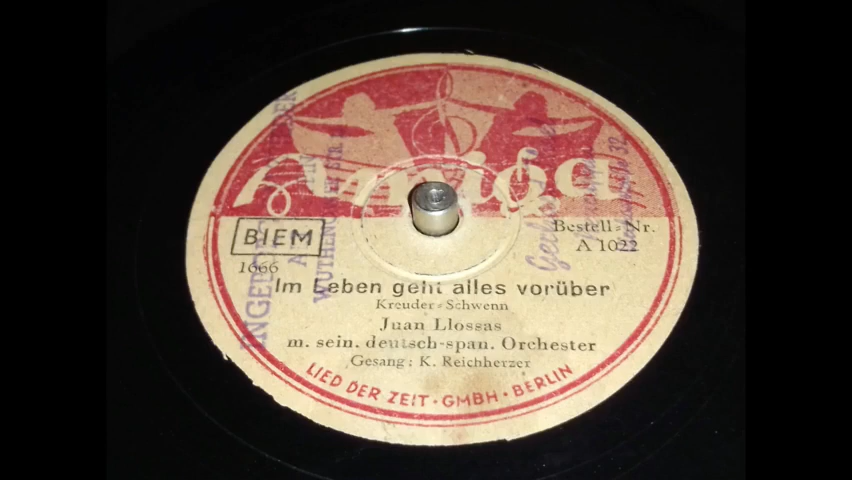 Amiga
BIEM
Bestell-Nr.
A 1022
1666
Im Leben geht alles vorüber
Kreuder-Schwenn
Juan Llossas
m. sein. deutsch-span. Orchester
Gesang: K. Reichherzer
LIED DER ZEIT · GMBH · BERLIN